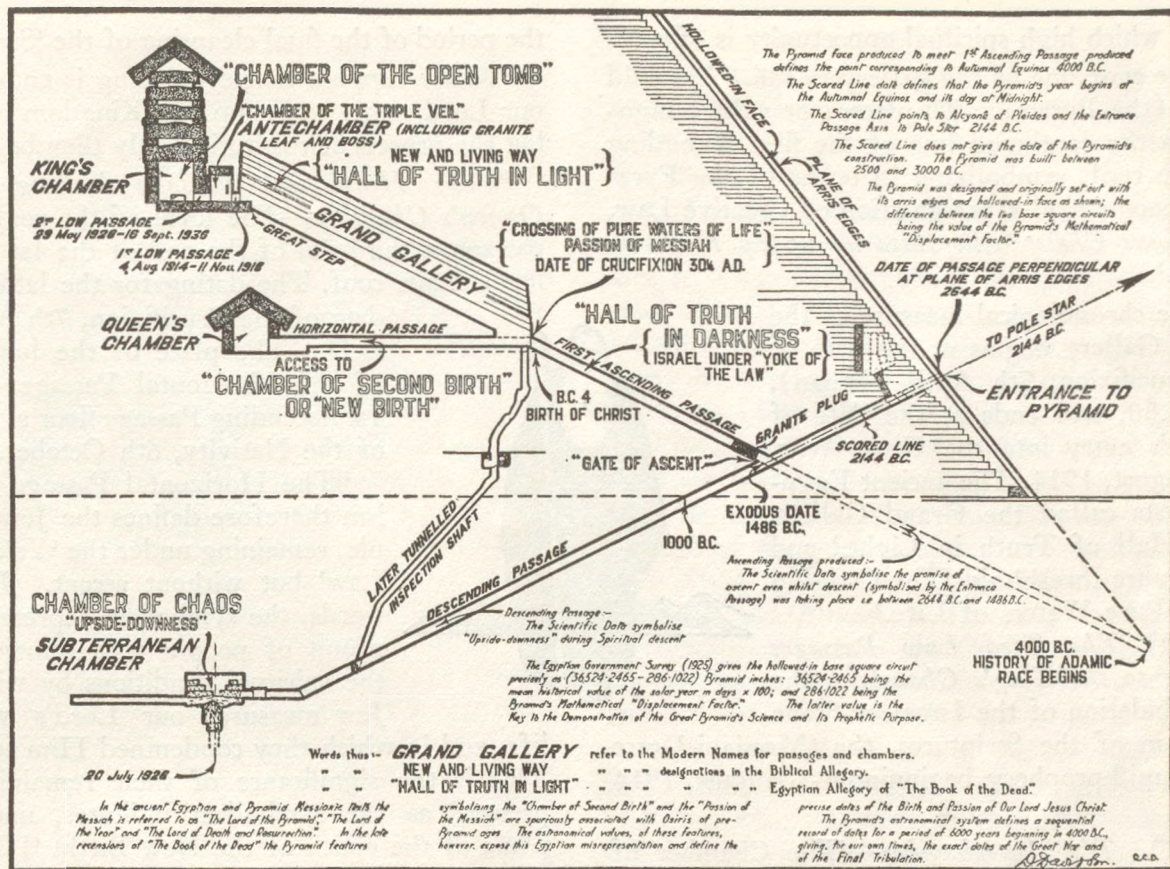 which high spiritual opportunity is
the period of the final cleansing of the
HOLLOWED-IN FACE
PLANE OF ARRIS EDGES
The Pyramid Face produced to meet 1st Ascending Passage produced
defines the point corresponding to Autumnal Equinox 4000 B.C.
The Scored Line date defines that the Pyramid's year begins at
the Autumnal Equinox and its day at Midnight.
The Scored Line points to Alcyone of Pleiades and the Entrance
Passage Axis to Pole Star 2144 B.C.
The Scored Line does not give the date of the Pyramid's
construction. The Pyramid was built between
2500 and 3000 B.C.
The Pyramid was designed and originally set out with
its arris edges and hollowed-in face as shown; the
difference between the two base square circuits
being the value of the Pyramid's Mathematical
"Displacement Factor."
"CHAMBER OF THE OPEN TOMB"
"CHAMBER OF THE TRIPLE VEIL"
ANTECHAMBER (INCLUDING GRANITE
LEAF AND BOSS)
NEW AND LIVING WAY
"HALL OF TRUTH IN LIGHT"
KING'S
CHAMBER
2ND LOW PASSAGE
29 May 1928-16 Sept. 1936
1ST LOW PASSAGE
4 Aug 1914-11 Nov. 1918
GREAT STEP
GRAND GALLERY
"CROSSING OF PURE WATERS OF LIFE"
PASSION OF MESSIAH
DATE OF CRUCIFIXION 30¼ A.D.
DATE OF PASSAGE PERPENDICULAR
AT PLANE OF ARRIS EDGES
2644 B.C.
TO POLE STAR
2144 B.C.
QUEEN'S
CHAMBER
HORIZONTAL PASSAGE
ACCESS TO
"CHAMBER OF SECOND BIRTH"
OR "NEW BIRTH"
"HALL OF TRUTH
IN DARKNESS"
ISRAEL UNDER "YOKE OF
THE LAW"
FIRST ASCENDING PASSAGE
B.C. 4
BIRTH OF CHRIST
GRANITE PLUG
ENTRANCE TO
PYRAMID
SCORED LINE
2144 B.C.
"GATE OF ASCENT"
EXODUS DATE
1486 B.C.
1000 B.C.
LATER TUNNELLED
INSPECTION SHAFT
DESCENDING PASSAGE
Ascending Passage produced:-
The Scientific Data symbolise the promise of
ascent even whilst descent (symbolised by the Entrance
Passage) was taking place i.e. between 2644 B.C. and 1486 B.C.
CHAMBER OF CHAOS
"UPSIDE-DOWNNESS"
SUBTERRANEAN
CHAMBER
Descending Passage:-
The Scientific Data symbolise
"Upside-downness" during Spiritual descent
4000 B.C.
HISTORY OF ADAMIC
RACE BEGINS
The Egyptian Government Survey (1925) gives the hollowed-in base square circuit
precisely as (36524·2465-286·1022) Pyramid inches: 36524·2465 being the
mean historical value of the solar year in days x 100; and 286·1022 being the
Pyramid's Mathematical "Displacement Factor." The latter value is the
Key to the Demonstration of the Great Pyramid's Science and its Prophetic Purpose.
20 July 1926
Words thus - GRAND GALLERY refer to the Modern Names for passages and chambers.
" " NEW AND LIVING WAY " " designations in the Biblical Allegory.
" " "HALL OF TRUTH IN LIGHT" " " Egyptian Allegory of "The Book of the Dead."
In the ancient Egyptian and Pyramid Messianic texts the
Messiah is referred to as "The Lord of the Pyramid," "The Lord of
the Year" and "The Lord of Death and Resurrection." In the late
recensions of "The Book of the Dead" the Pyramid features
symbolising the "Chamber of Second Birth" and the "Passion of
the Messiah" are spuriously associated with Osiris of pre-
Pyramid ages The astronomical values, of these features,
however, expose this Egyptian misrepresentation and define the
precise dates of the Birth and Passion of Our Lord Jesus Christ.
The Pyramid's astronomical system defines a sequential
record of dates for a period of 6000 years beginning in 4000 B.C.,
giving, for our own times, the exact dates of the Great War and
of the Final Tribulation.
D. Davidson.